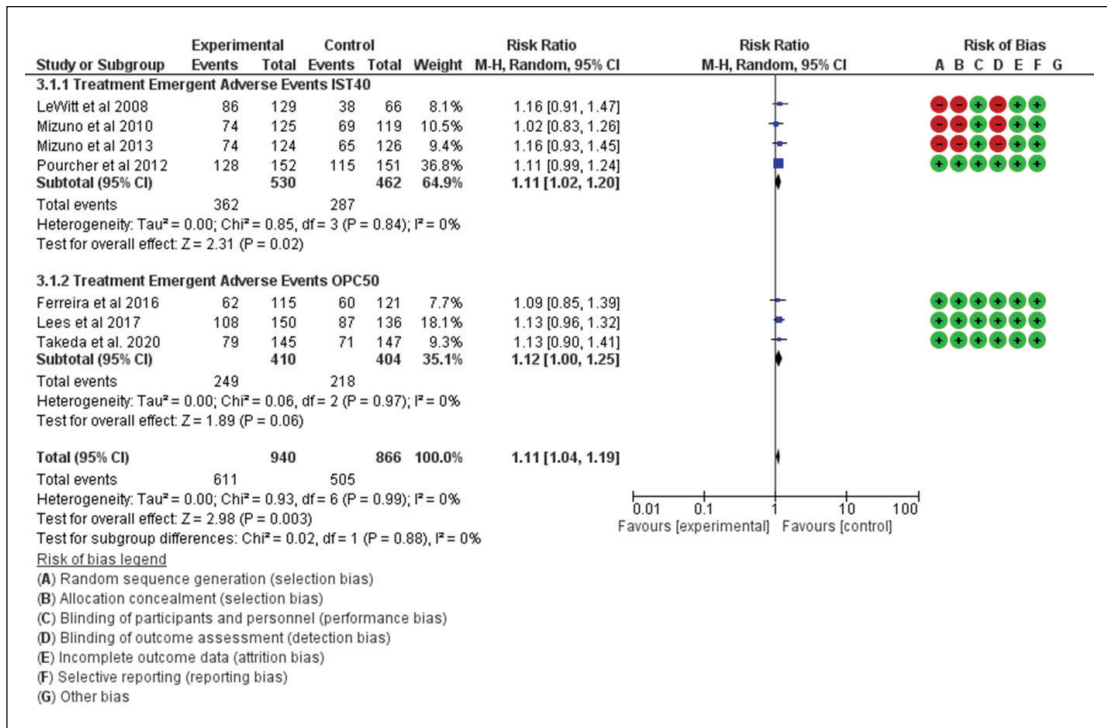 Experimental Control Risk Ratio Risk Ratio Risk of Bias
Study or Subgroup Events Total Events Total Weight M-H, Random, 95% CI M-H, Random, 95% CI A B C D E F G
3.1.1 Treatment Emergent Adverse Events IST40
LeWitt et al 2008 86 129 38 66 8.1% 1.16 [0.91, 1.47] - - + - + +
Mizuno et al 2010 74 125 69 119 10.5% 1.02 [0.83, 1.26] - - + - + +
Mizuno et al 2013 74 124 65 126 9.4% 1.16 [0.93, 1.45] - - + - + +
Pourcher et al 2012 128 152 115 151 36.8% 1.11 [0.99, 1.24] + + + + + +
Subtotal (95% CI) 530 462 64.9% 1.11 [1.02, 1.20]
Total events 362 287
Heterogeneity: Tau² = 0.00; Chi² = 0.85, df = 3 (P = 0.84); I² = 0%
Test for overall effect: Z = 2.31 (P = 0.02)
3.1.2 Treatment Emergent Adverse Events OPC50
Ferreira et al 2016 62 115 60 121 7.7% 1.09 [0.85, 1.39] + + + + + +
Lees et al 2017 108 150 87 136 18.1% 1.13 [0.96, 1.32] + + + + + +
Takeda et al. 2020 79 145 71 147 9.3% 1.13 [0.90, 1.41] + + + + + +
Subtotal (95% CI) 410 404 35.1% 1.12 [1.00, 1.25]
Total events 249 218
Heterogeneity: Tau² = 0.00; Chi² = 0.06, df = 2 (P = 0.97); I² = 0%
Test for overall effect: Z = 1.89 (P = 0.06)
Total (95% CI) 940 866 100.0% 1.11 [1.04, 1.19]
Total events 611 505
Heterogeneity: Tau² = 0.00; Chi² = 0.93, df = 6 (P = 0.99); I² = 0%
Test for overall effect: Z = 2.98 (P = 0.003)
Test for subgroup differences: Chi² = 0.02, df = 1 (P = 0.88), I² = 0%
0.01 0.1 1 10 100
Favours [experimental] Favours [control]
Risk of bias legend
(A) Random sequence generation (selection bias)
(B) Allocation concealment (selection bias)
(C) Blinding of participants and personnel (performance bias)
(D) Blinding of outcome assessment (detection bias)
(E) Incomplete outcome data (attrition bias)
(F) Selective reporting (reporting bias)
(G) Other bias